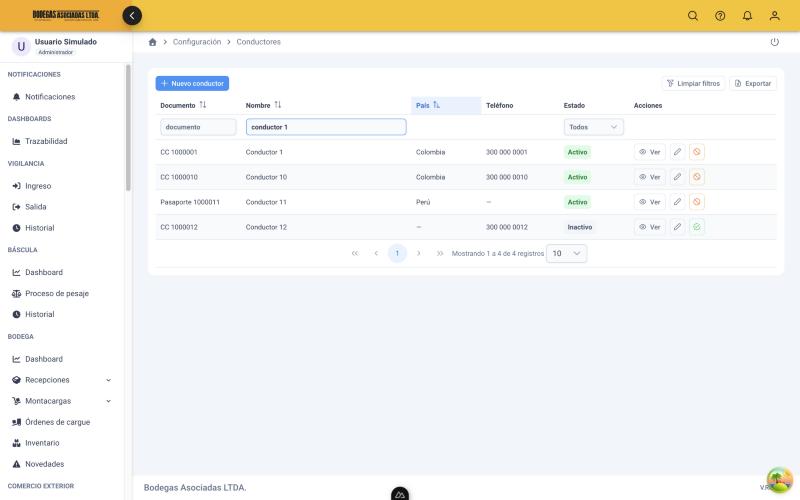 BODEGAS ASOCIADAS LTDA.
U
Usuario Simulado
Administrador
Configuración
Conductores
NOTIFICACIONES
Notificaciones
DASHBOARDS
Trazabilidad
VIGILANCIA
Ingreso
Salida
Historial
BÁSCULA
Dashboard
Proceso de pesaje
Historial
BODEGA
Dashboard
Recepciones
Montacargas
Órdenes de cargue
Inventario
Novedades
COMERCIO EXTERIOR
Nuevo conductor
Limpiar filtros
Exportar
Documento Nombre País Teléfono Estado Acciones
documento conductor 1 Todos
CC 1000001 Conductor 1 Colombia 300 000 0001 Activo Ver
CC 1000010 Conductor 10 Colombia 300 000 0010 Activo Ver
Pasaporte 1000011 Conductor 11 Perú — Activo Ver
CC 1000012 Conductor 12 — 300 000 0012 Inactivo Ver
1 Mostrando 1 a 4 de 4 registros 10
Bodegas Asociadas LTDA.